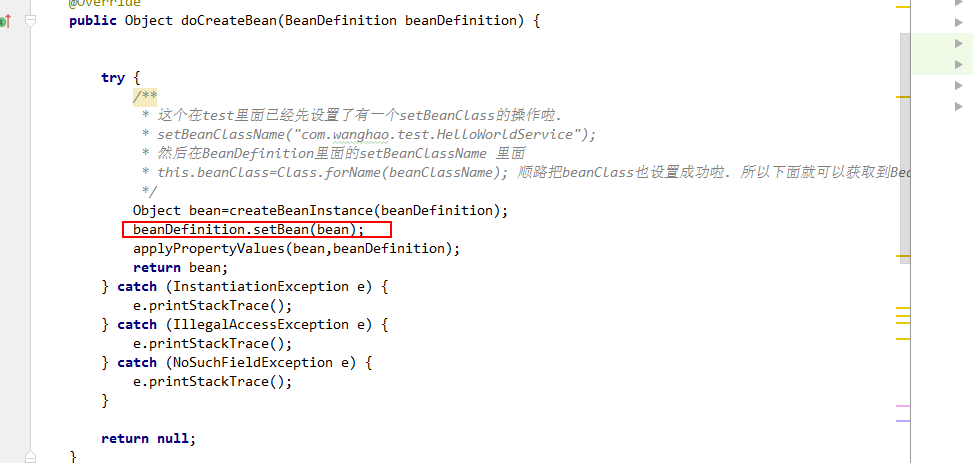 @Override
public Object doCreateBean(BeanDefinition beanDefinition) {
try {
/**
* 这个在test里面已经先设置了有一个setBeanClass的操作啦.
* setBeanClassName("com.wanghao.test.HelloWorldService");
* 然后在BeanDefinition里面的setBeanClassName 里面
* this.beanClass=Class.forName(beanClassName); 顺路把beanClass也设置成功啦. 所以下面就可以获取到Bea
*/
Object bean=createBeanInstance(beanDefinition);
beanDefinition.setBean(bean);
applyPropertyValues(bean,beanDefinition);
return bean;
} catch (InstantiationException e) {
e.printStackTrace();
} catch (IllegalAccessException e) {
e.printStackTrace();
} catch (NoSuchFieldException e) {
e.printStackTrace();
}
return null;
}